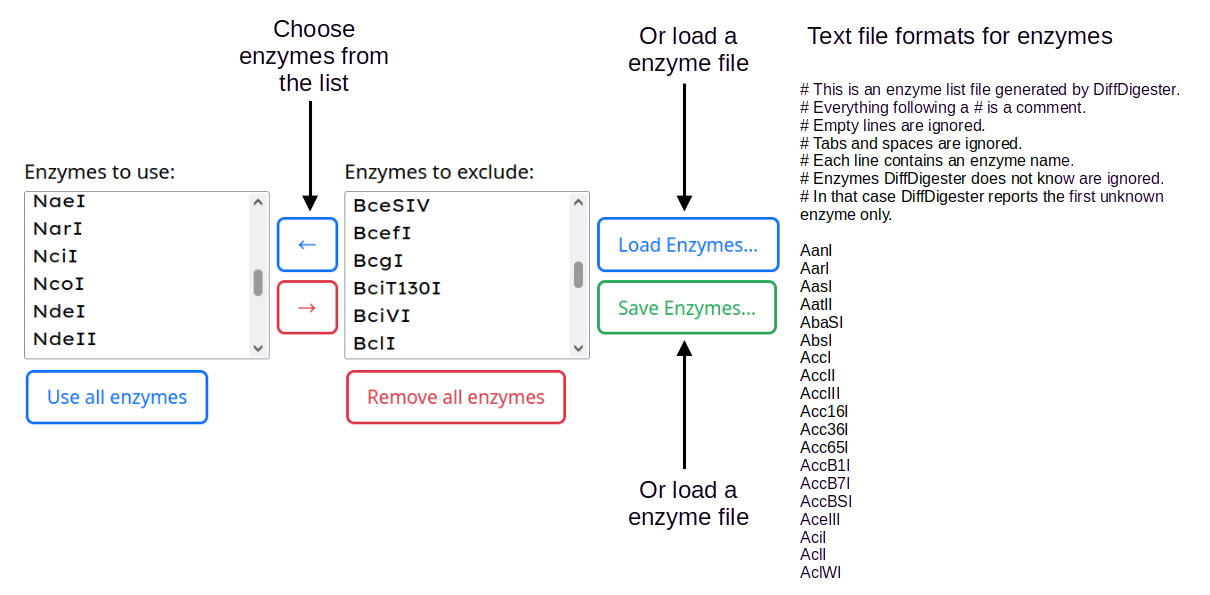 Choose
enzymes from
the list
Or load a
enzyme file
Text file formats for enzymes
Enzymes to use:
NaeI
NarI
NciI
NcoI
NdeI
NdeII
←
→
Use all enzymes
Enzymes to exclude:
BceSIV
BcefI
BcgI
BciT130I
BciVI
BclI
Remove all enzymes
Load Enzymes...
Save Enzymes...
Or load a
enzyme file
# This is an enzyme list file generated by DiffDigester.
# Everything following a # is a comment.
# Empty lines are ignored.
# Tabs and spaces are ignored.
# Each line contains an enzyme name.
# Enzymes DiffDigester does not know are ignored.
# In that case DiffDigester reports the first unknown
enzyme only.
AanI
AarI
AasI
AatII
AbaSI
AbsI
AccI
AccII
AccIII
Acc16I
Acc36I
Acc65I
AccB1I
AccB7I
AccBSI
AceIII
AciI
AclI
AclWI